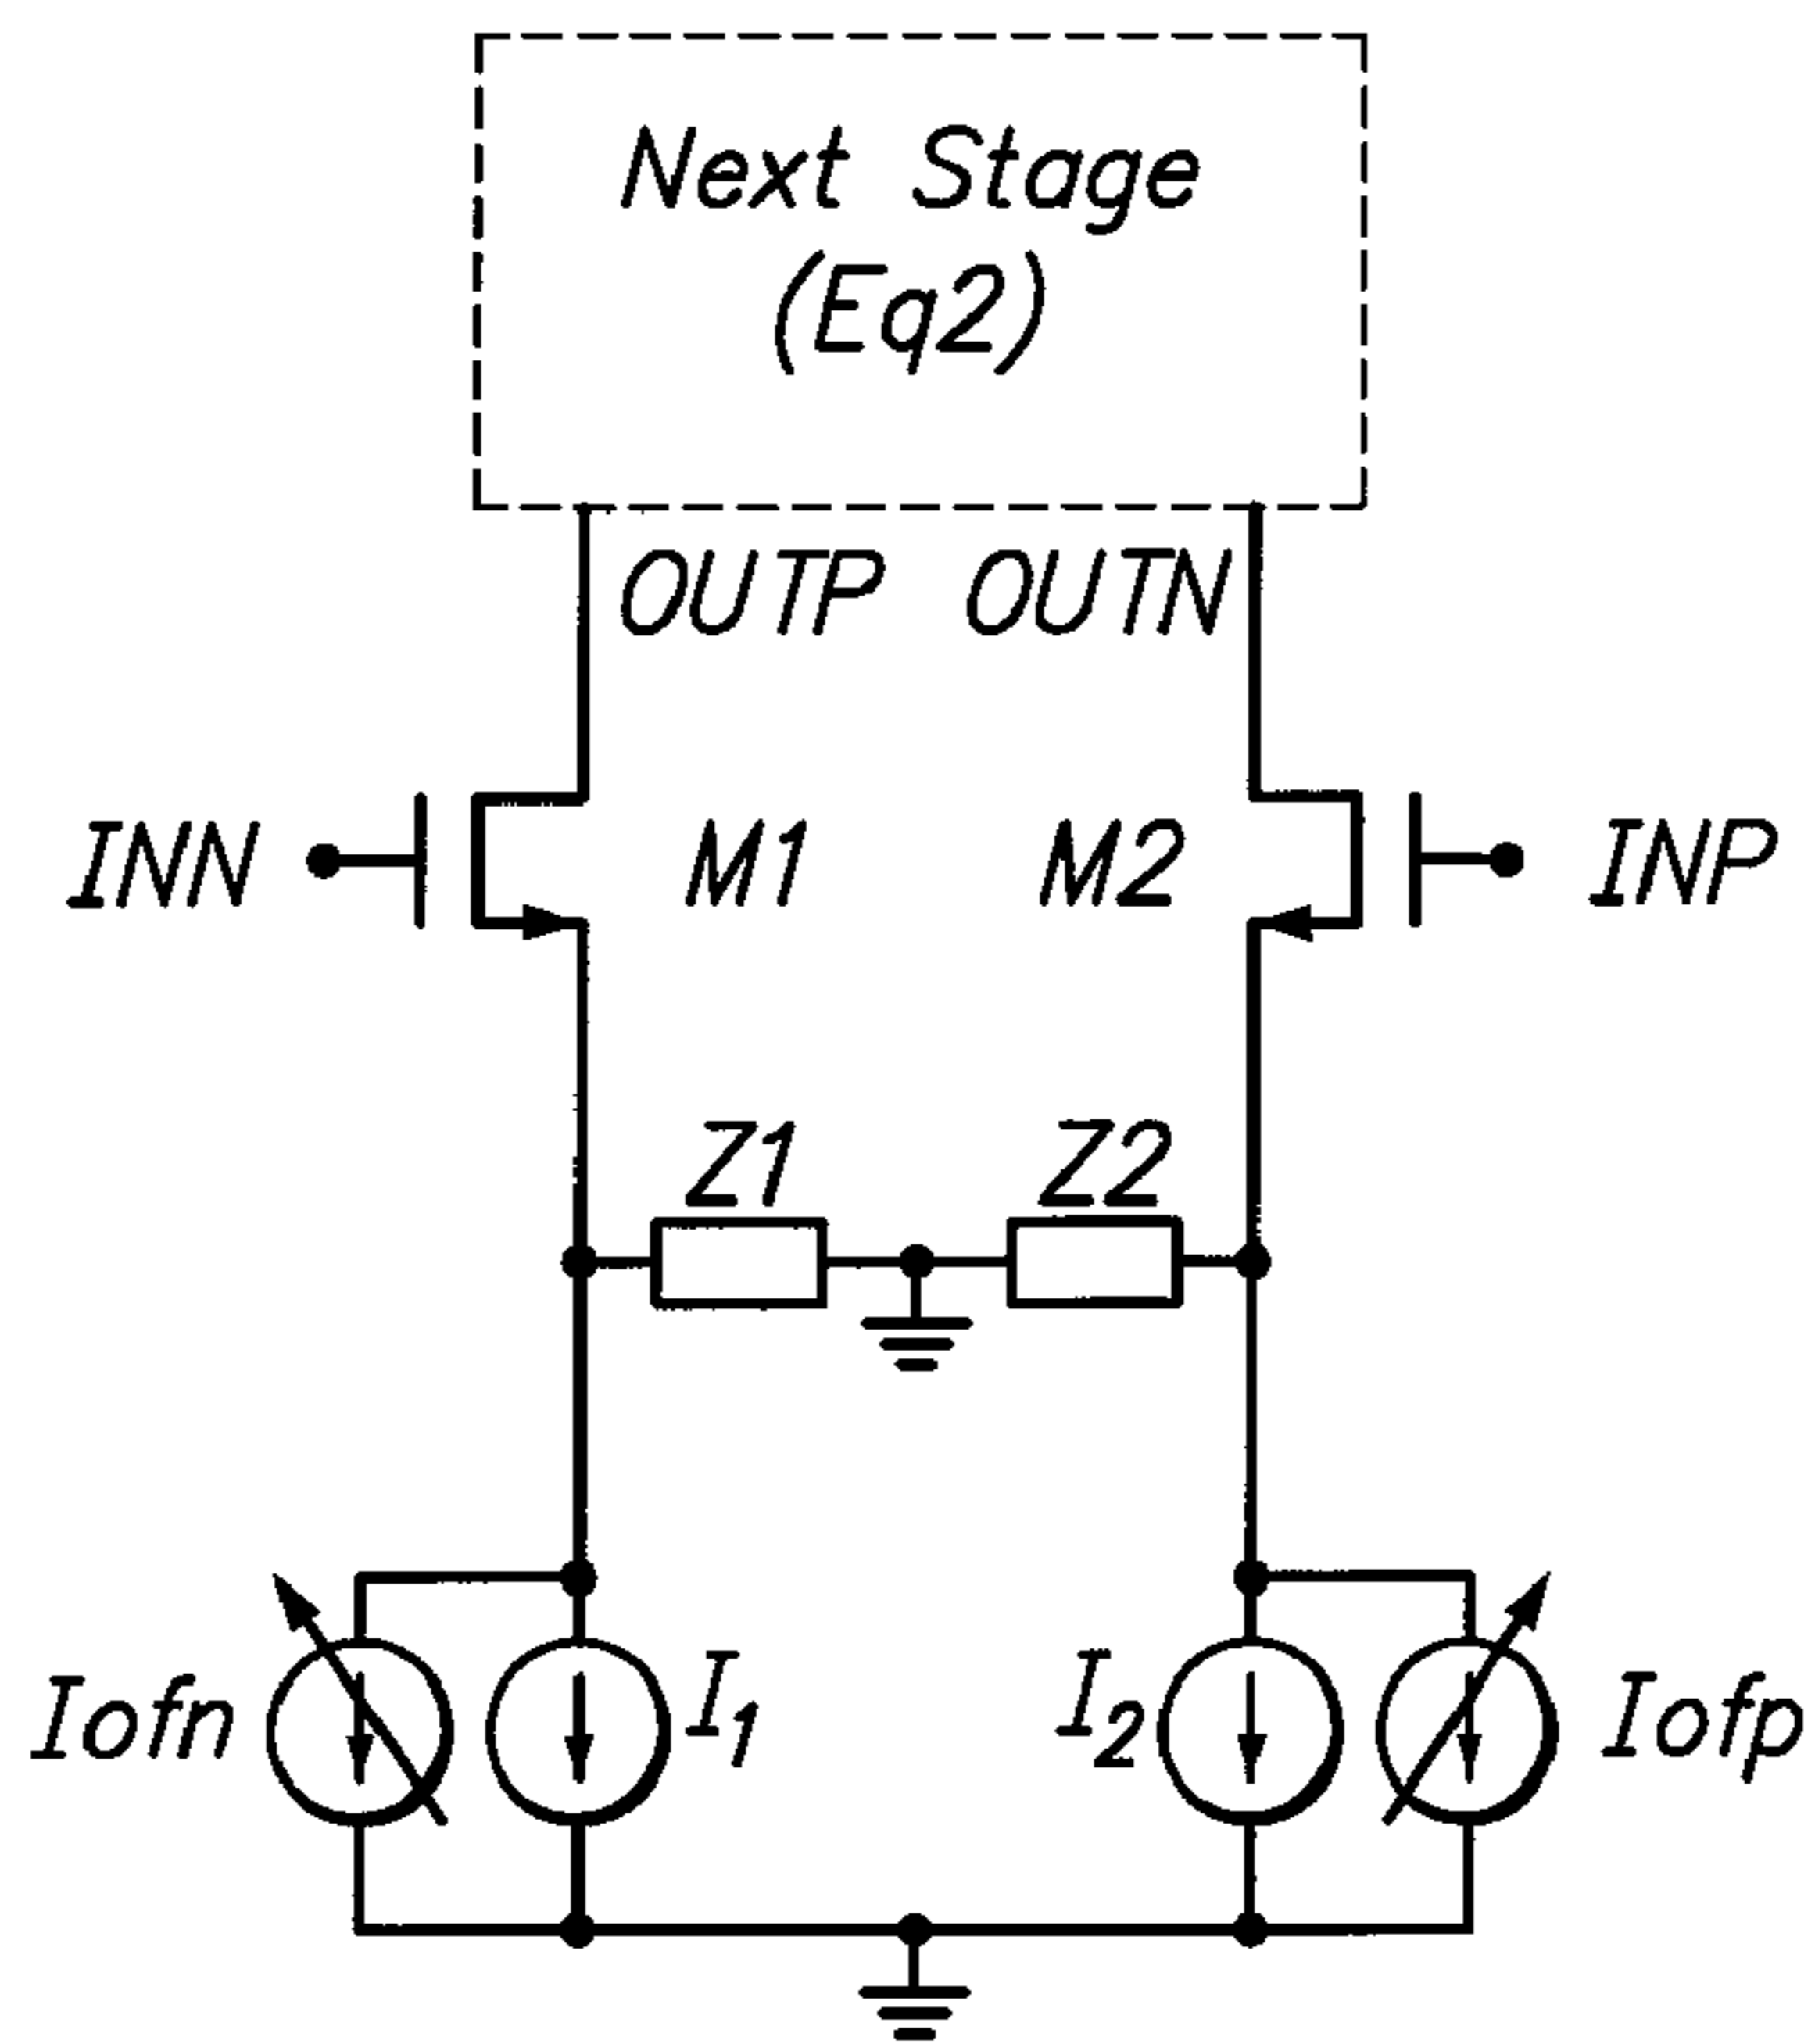 Next Stage
(Eq2)
OUTP OUTN
INN M1 M2 INP
Z1 Z2
Iofn I1 I2 Iofp